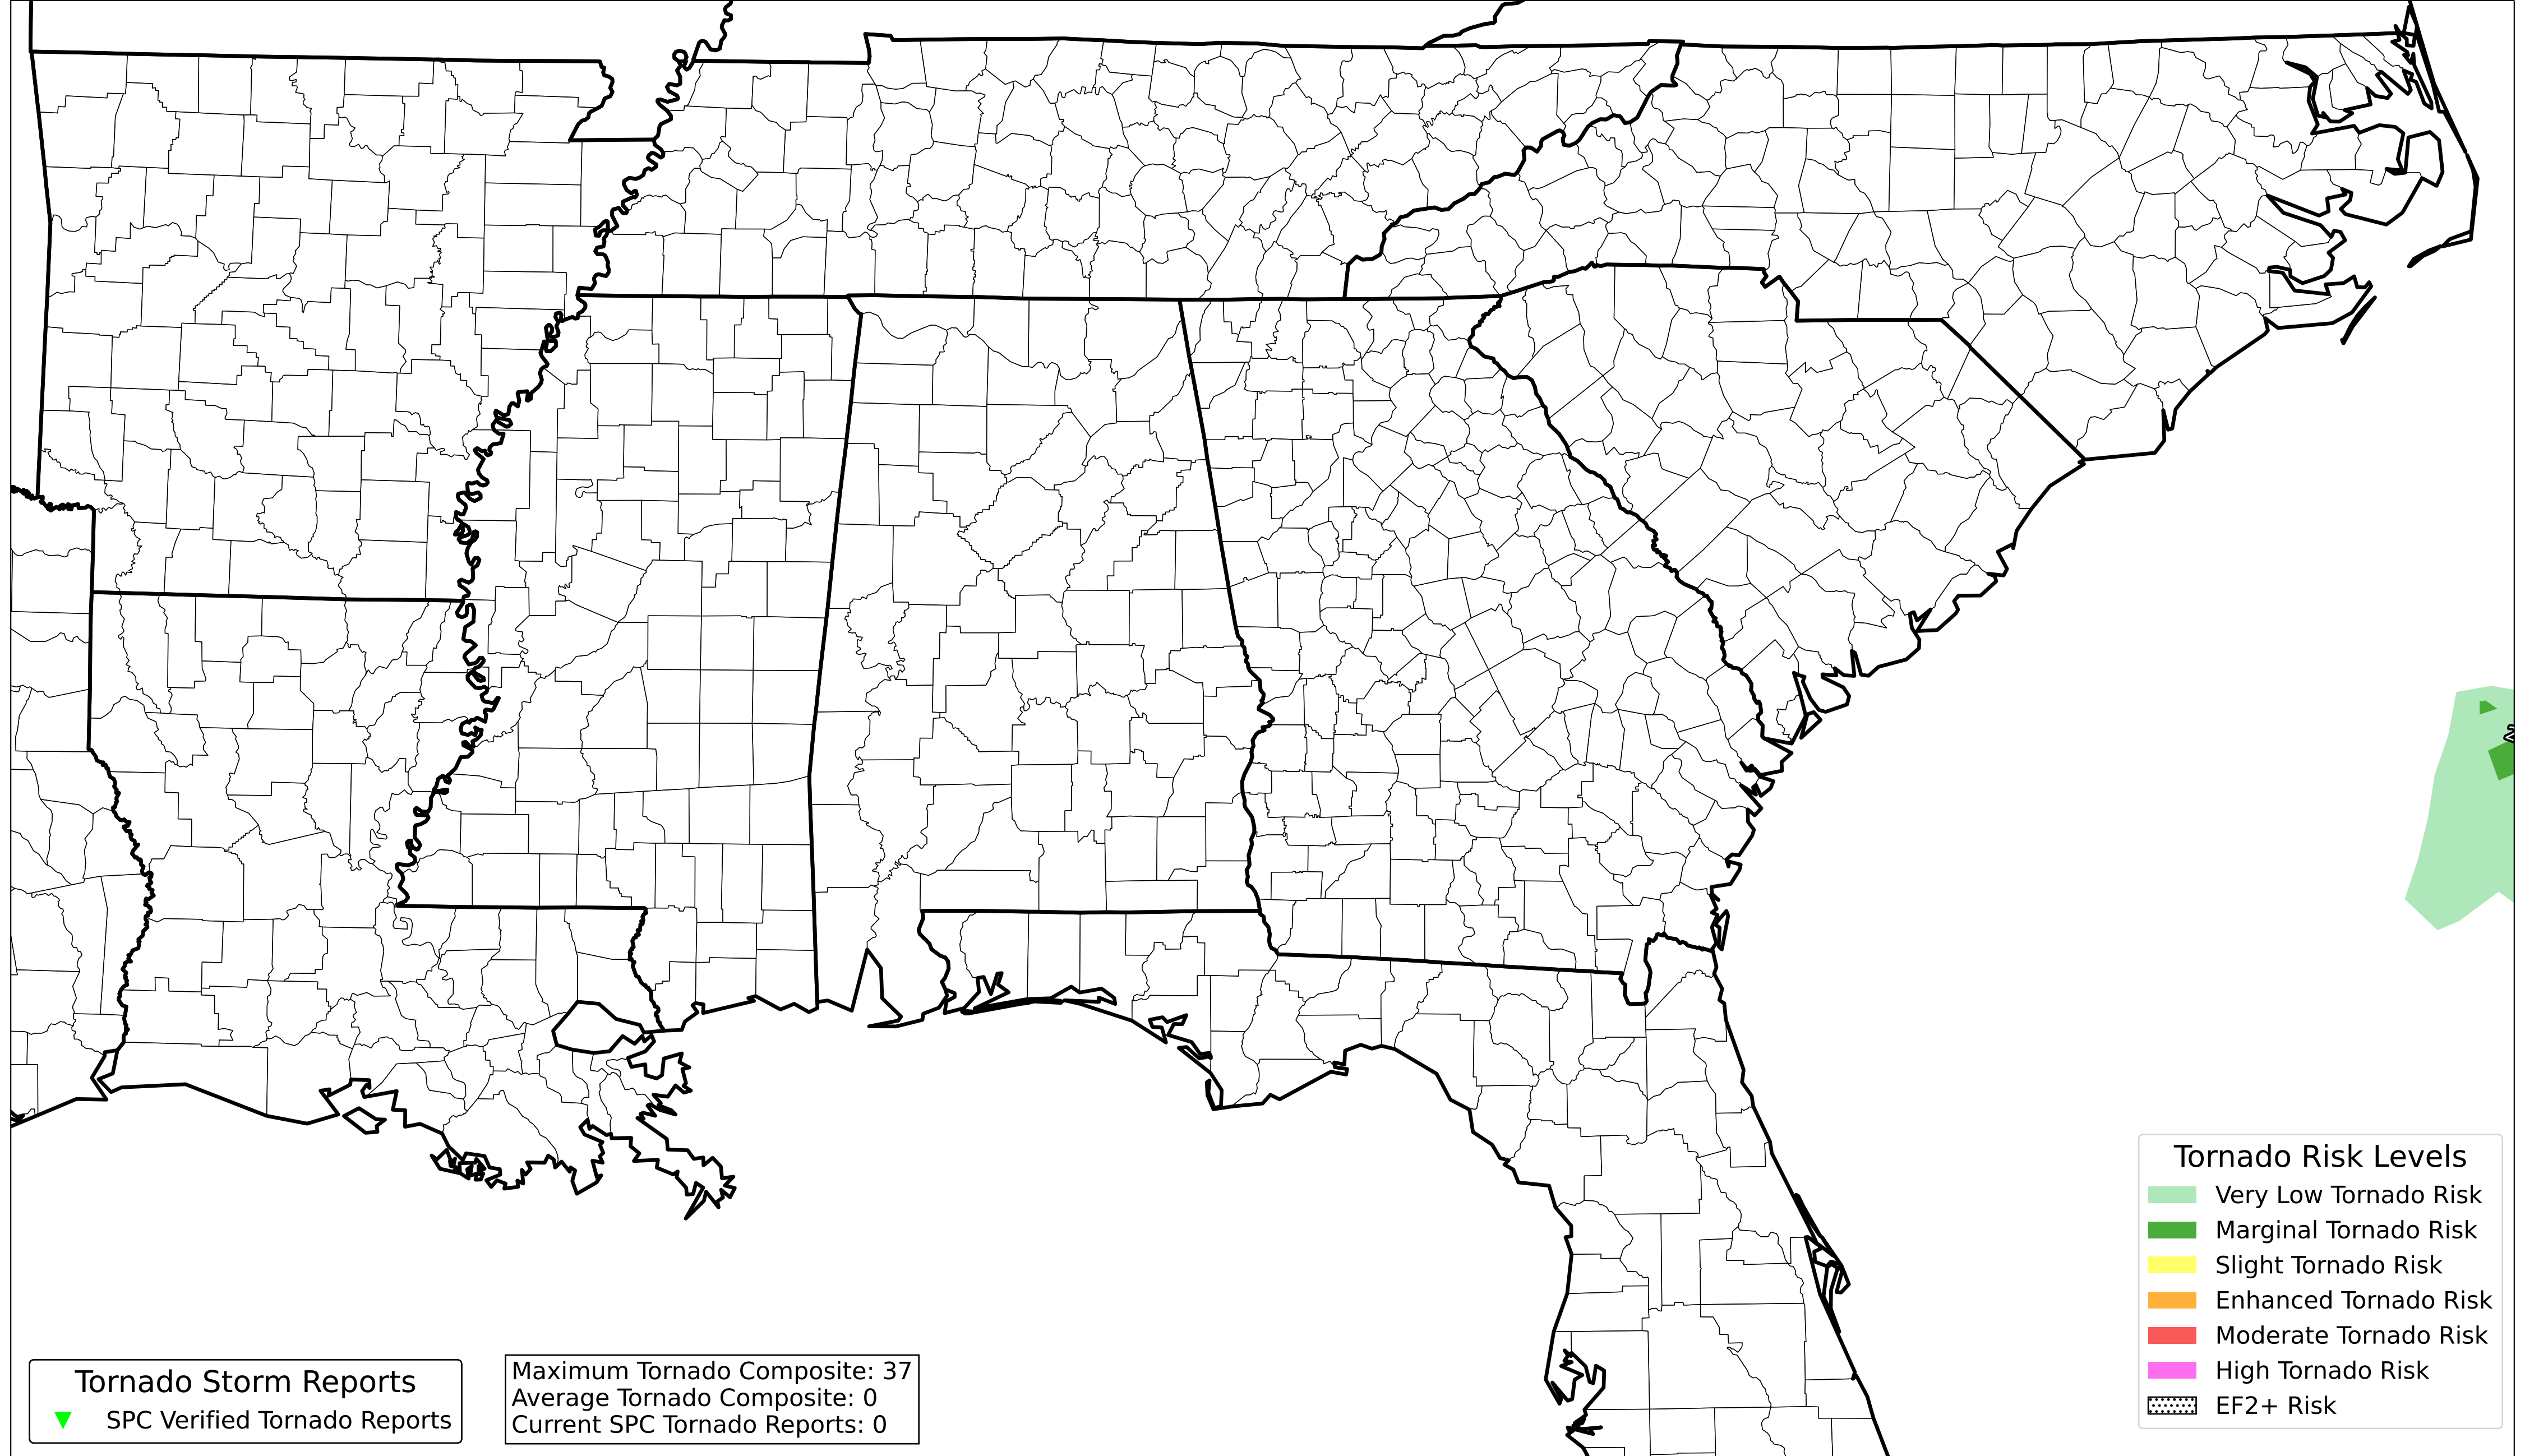 Tornado Risk Levels
Very Low Tornado Risk
Marginal Tornado Risk
Slight Tornado Risk
Enhanced Tornado Risk
Moderate Tornado Risk
High Tornado Risk
EF2+ Risk
Tornado Storm Reports
SPC Verified Tornado Reports
Maximum Tornado Composite: 37
Average Tornado Composite: 0
Current SPC Tornado Reports: 0